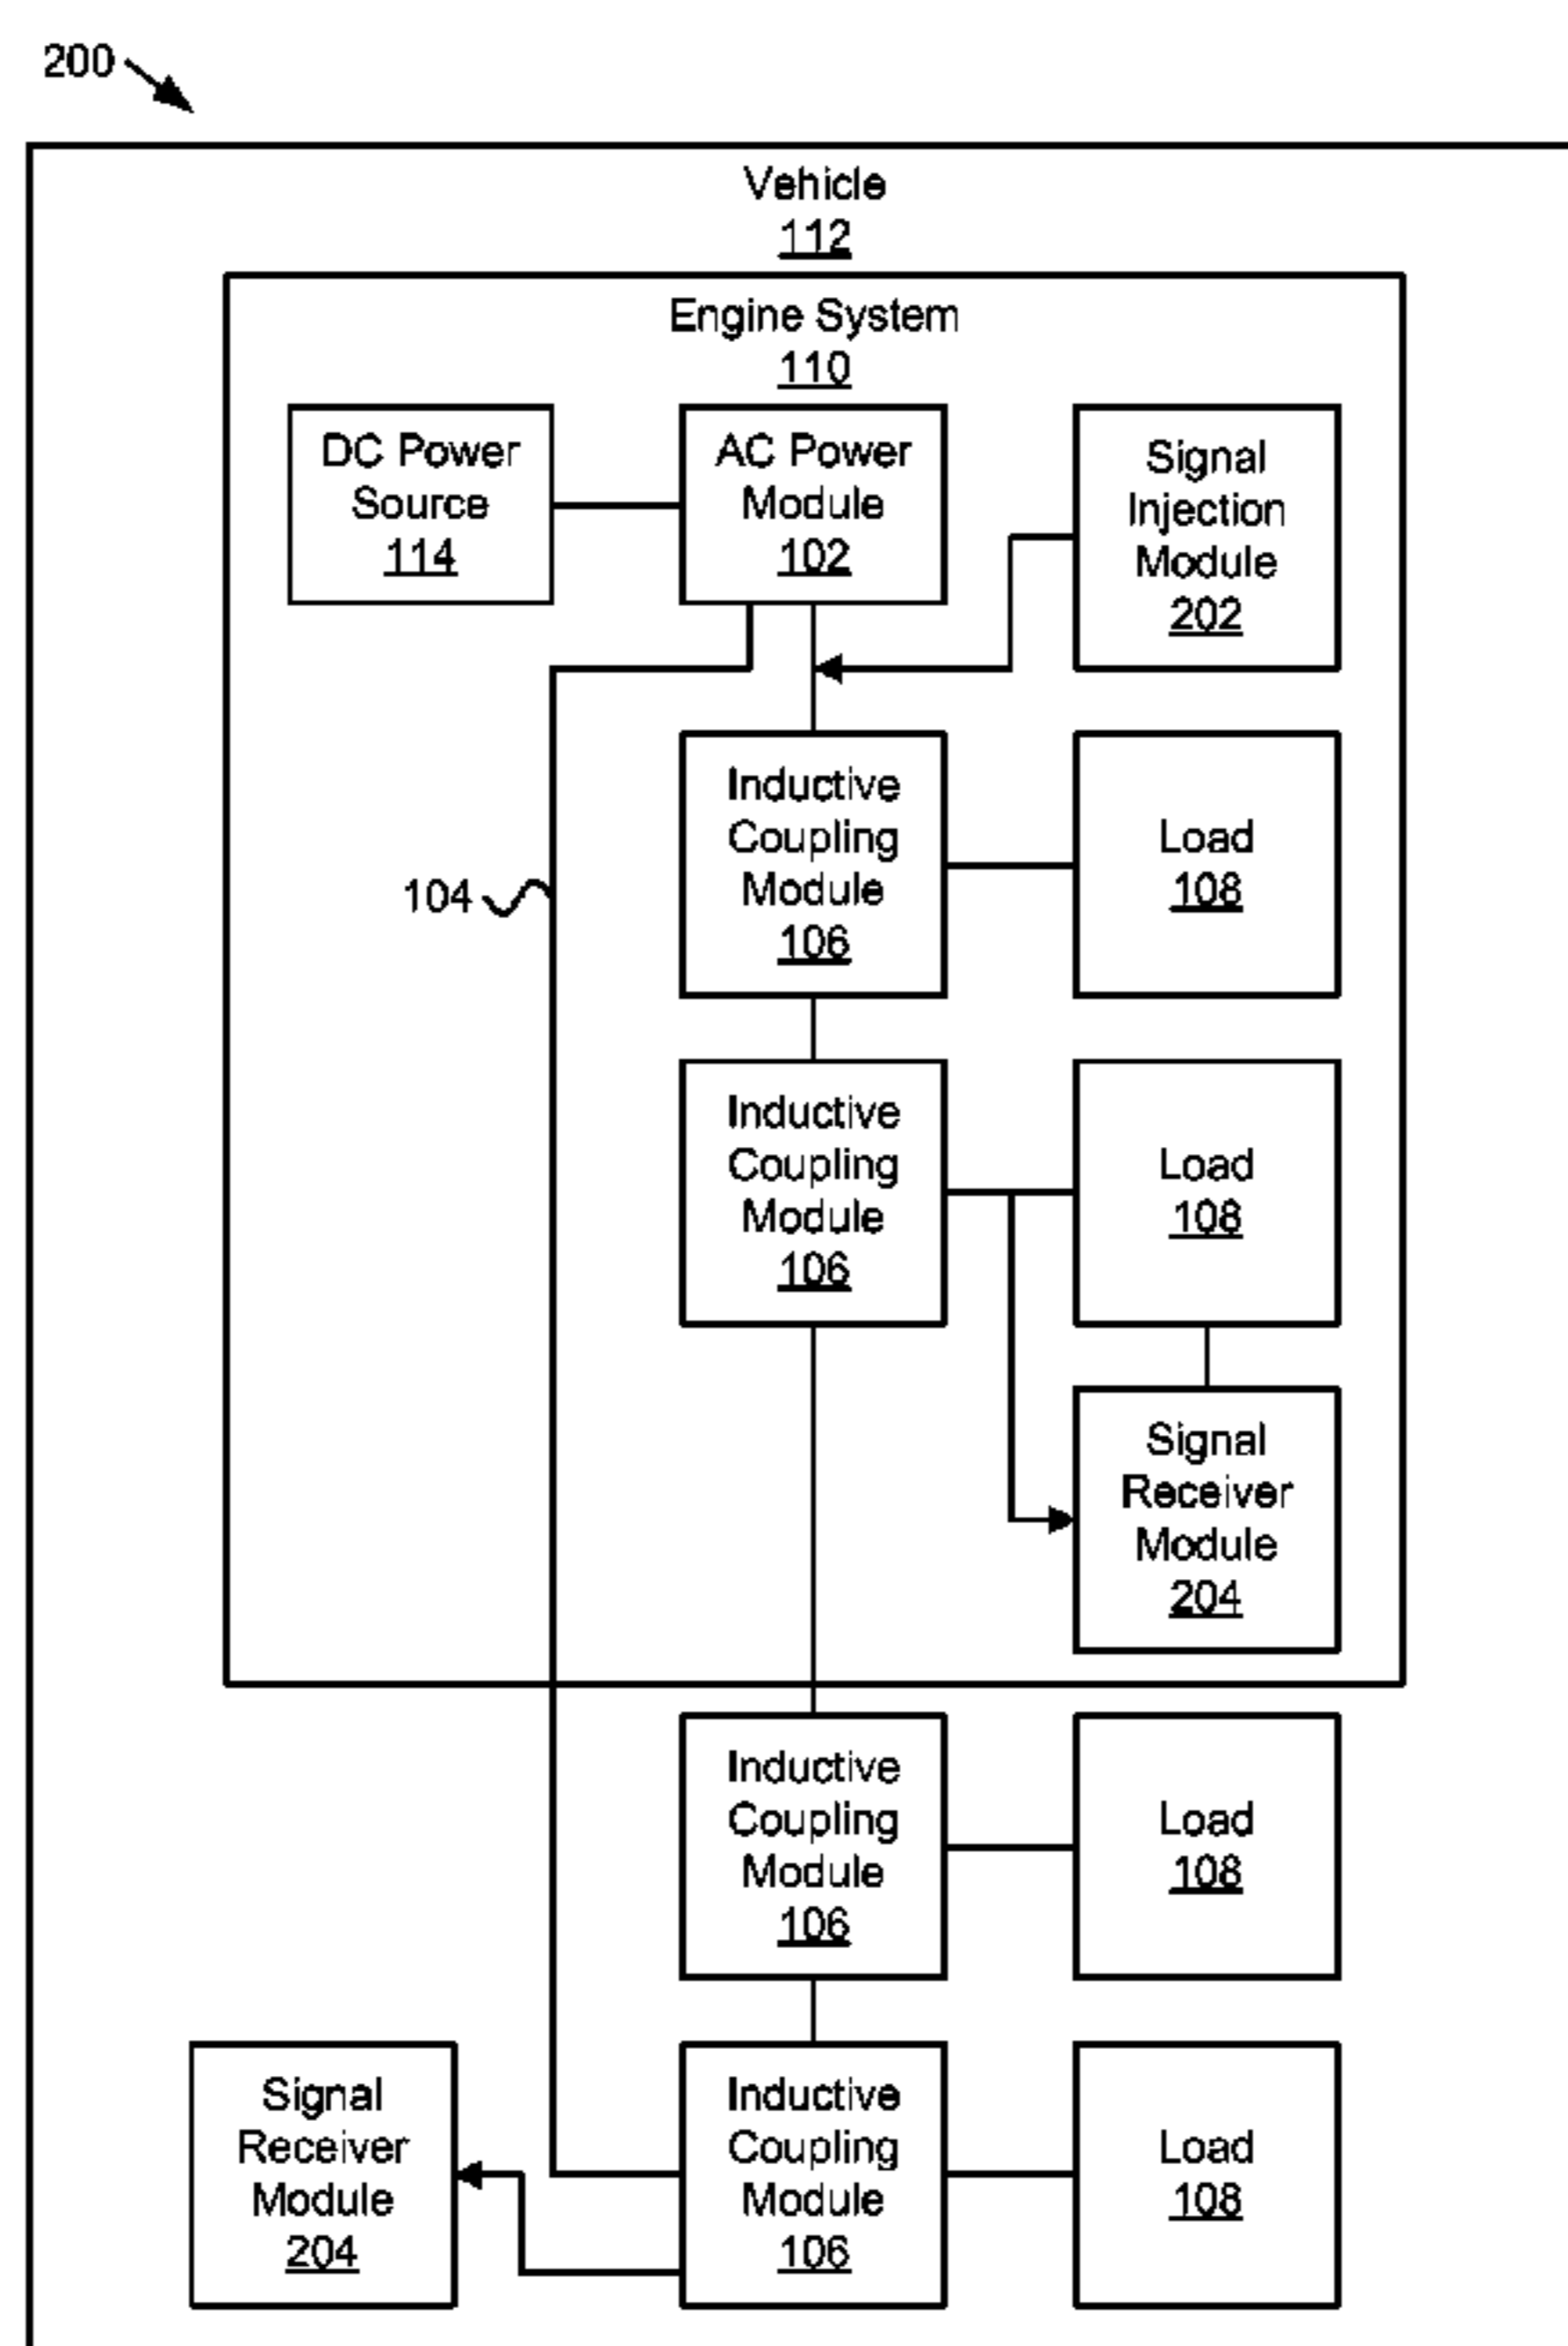 200
Vehicle
112
Engine System
110
DC Power
Source
114
AC Power
Module
102
Signal
Injection
Module
202
Inductive
Coupling
Module
106
Load
108
104
Inductive
Coupling
Module
106
Load
108
Signal
Receiver
Module
204
Inductive
Coupling
Module
106
Load
108
Signal
Receiver
Module
204
Inductive
Coupling
Module
106
Load
108